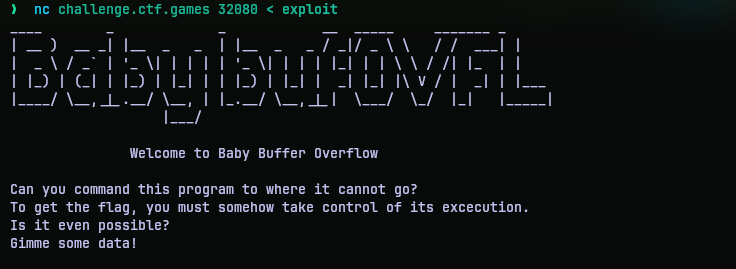 ❯ nc challenge.ctf.games 32080 < exploit
Welcome to Baby Buffer Overflow
Can you command this program to where it cannot go?
To get the flag, you must somehow take control of its excecution.
Is it even possible?
Gimme some data!